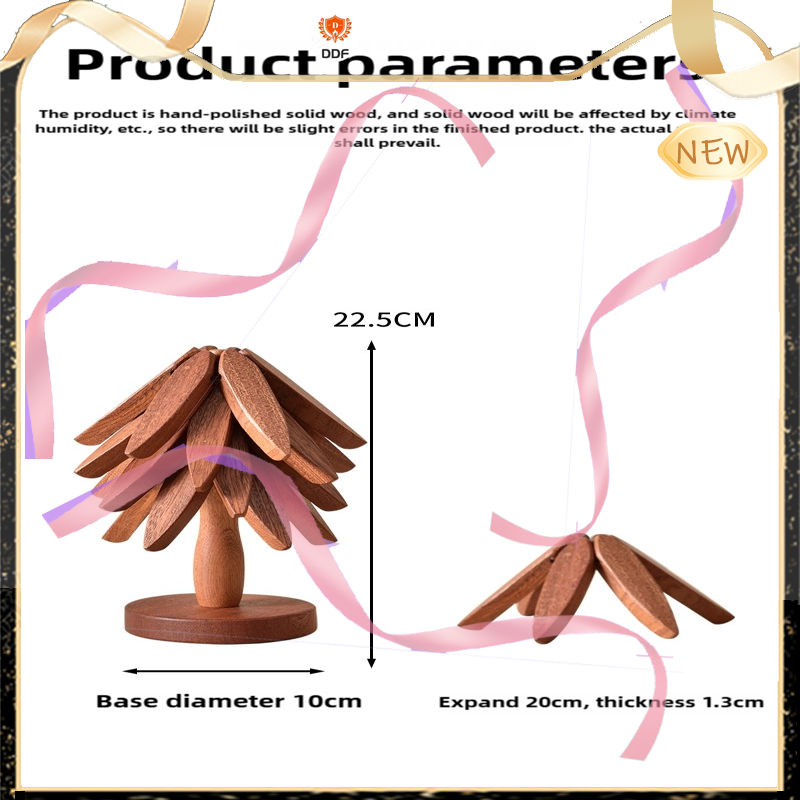 DDF
Product parameters
The product is hand-polished solid wood, and solid wood will be affected by climate
humidity, etc., so there will be slight errors in the finished product. the actual
shall prevail.
NEW
22.5CM
Base diameter 10cm
Expand 20cm, thickness 1.3cm